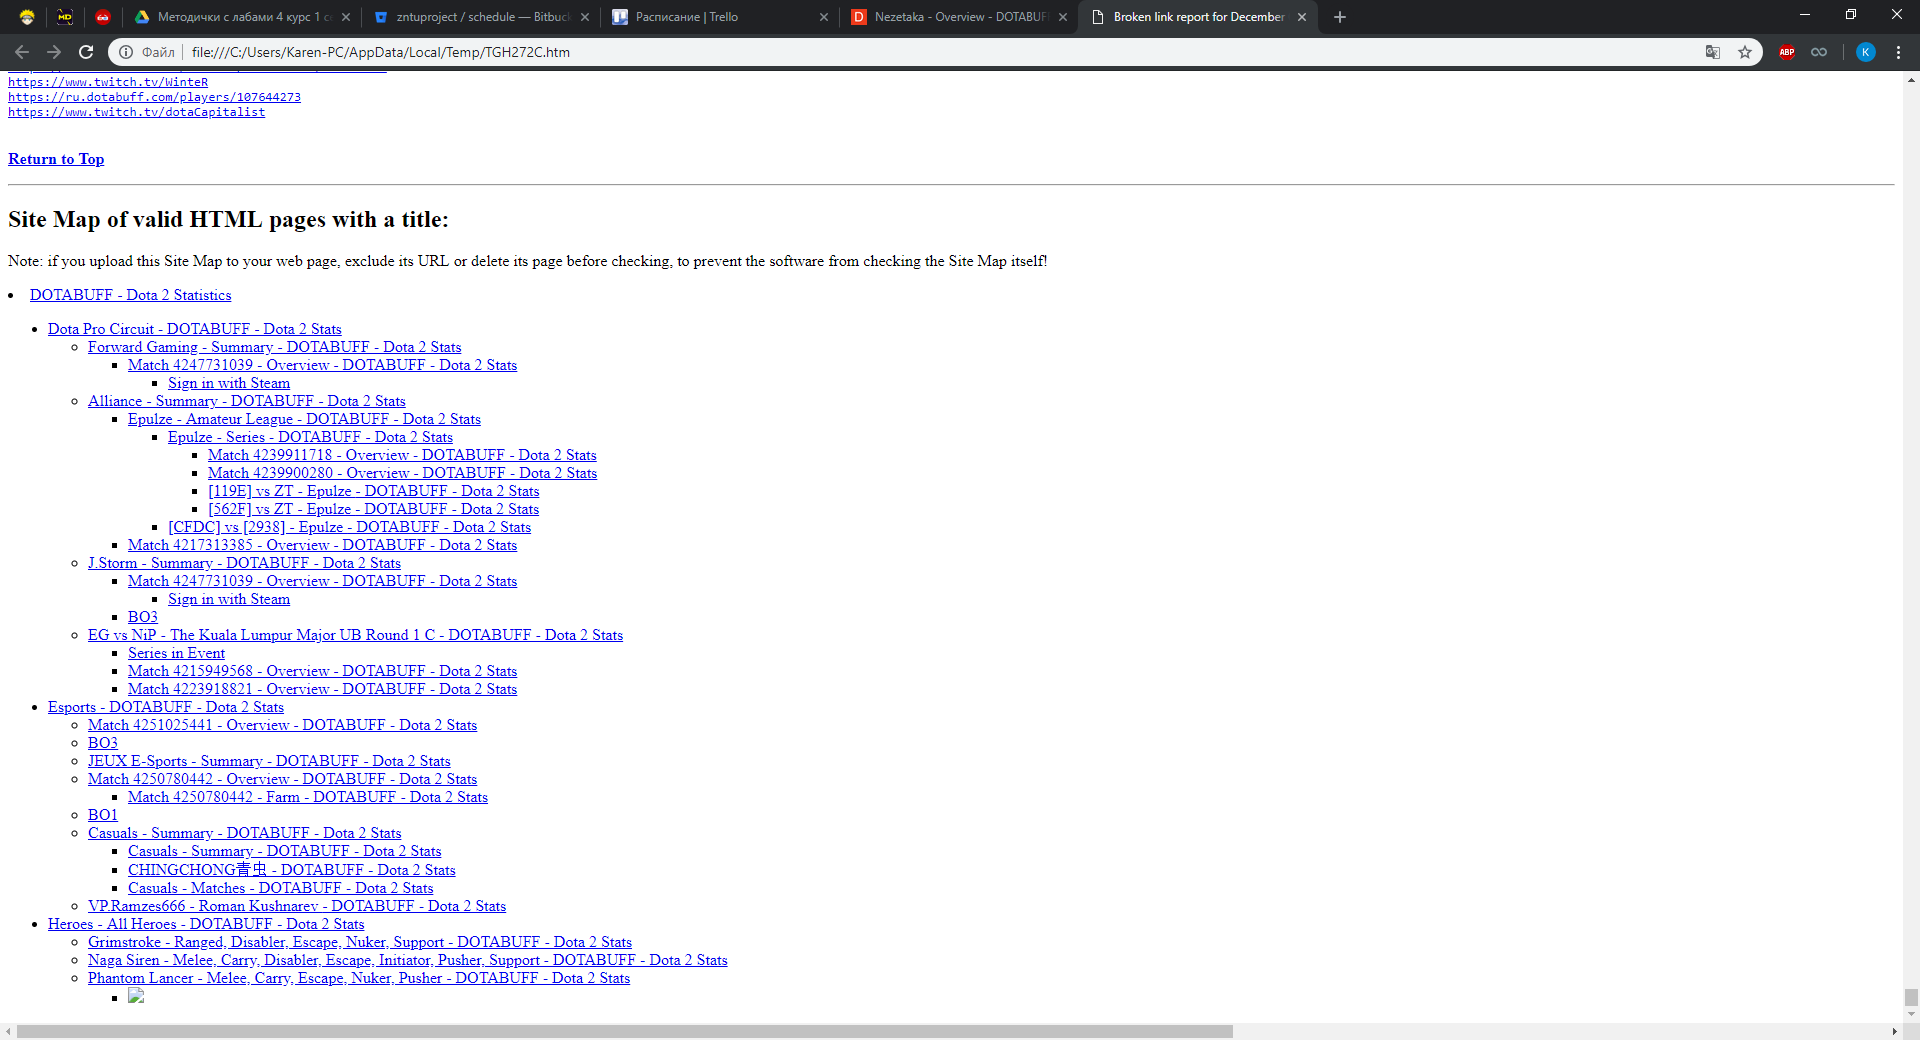 MD
Методички с лабами 4 курс 1 с
zntuproject / schedule — Bitbuck
Расписание | Trello
D
Nezetaka - Overview - DOTABUF
Broken link report for December
Файл
file:///C:/Users/Karen-PC/AppData/Local/Temp/TGH272C.htm
ABP
K
https://www.twitch.tv/WinteR
https://ru.dotabuff.com/players/107644273
https://www.twitch.tv/dotaCapitalist
Return to Top
Site Map of valid HTML pages with a title:
Note: if you upload this Site Map to your web page, exclude its URL or delete its page before checking, to prevent the software from checking the Site Map itself!
DOTABUFF - Dota 2 Statistics
Dota Pro Circuit - DOTABUFF - Dota 2 Stats
Forward Gaming - Summary - DOTABUFF - Dota 2 Stats
Match 4247731039 - Overview - DOTABUFF - Dota 2 Stats
Sign in with Steam
Alliance - Summary - DOTABUFF - Dota 2 Stats
Epulze - Amateur League - DOTABUFF - Dota 2 Stats
Epulze - Series - DOTABUFF - Dota 2 Stats
Match 4239911718 - Overview - DOTABUFF - Dota 2 Stats
Match 4239900280 - Overview - DOTABUFF - Dota 2 Stats
[119E] vs ZT - Epulze - DOTABUFF - Dota 2 Stats
[562F] vs ZT - Epulze - DOTABUFF - Dota 2 Stats
[CFDC] vs [2938] - Epulze - DOTABUFF - Dota 2 Stats
Match 4217313385 - Overview - DOTABUFF - Dota 2 Stats
J.Storm - Summary - DOTABUFF - Dota 2 Stats
Match 4247731039 - Overview - DOTABUFF - Dota 2 Stats
Sign in with Steam
BO3
EG vs NiP - The Kuala Lumpur Major UB Round 1 C - DOTABUFF - Dota 2 Stats
Series in Event
Match 4215949568 - Overview - DOTABUFF - Dota 2 Stats
Match 4223918821 - Overview - DOTABUFF - Dota 2 Stats
Esports - DOTABUFF - Dota 2 Stats
Match 4251025441 - Overview - DOTABUFF - Dota 2 Stats
BO3
JEUX E-Sports - Summary - DOTABUFF - Dota 2 Stats
Match 4250780442 - Overview - DOTABUFF - Dota 2 Stats
Match 4250780442 - Farm - DOTABUFF - Dota 2 Stats
BO1
Casuals - Summary - DOTABUFF - Dota 2 Stats
Casuals - Summary - DOTABUFF - Dota 2 Stats
CHINGCHONG青虫 - DOTABUFF - Dota 2 Stats
Casuals - Matches - DOTABUFF - Dota 2 Stats
VP.Ramzes666 - Roman Kushnarev - DOTABUFF - Dota 2 Stats
Heroes - All Heroes - DOTABUFF - Dota 2 Stats
Grimstroke - Ranged, Disabler, Escape, Nuker, Support - DOTABUFF - Dota 2 Stats
Naga Siren - Melee, Carry, Disabler, Escape, Initiator, Pusher, Support - DOTABUFF - Dota 2 Stats
Phantom Lancer - Melee, Carry, Escape, Nuker, Pusher - DOTABUFF - Dota 2 Stats